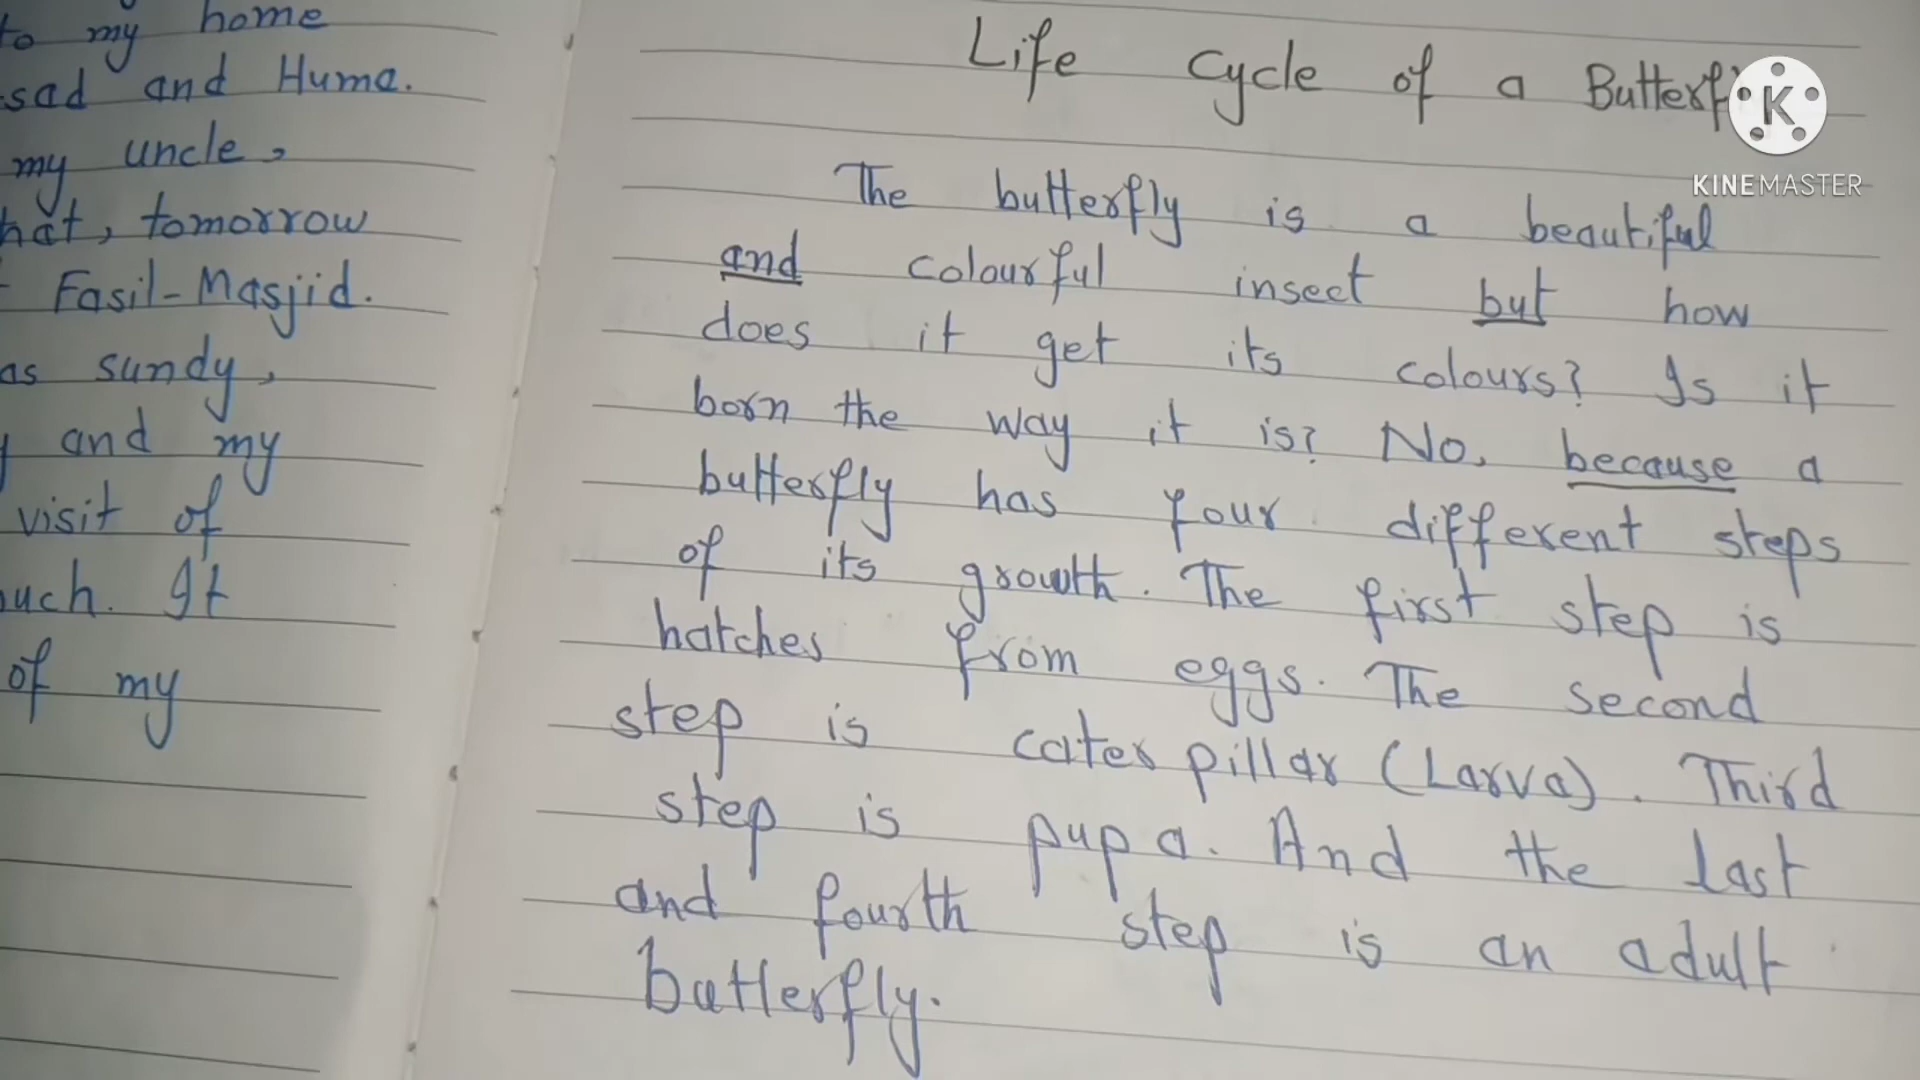 to my home
sad and Huma.
my uncle,
hat, tomorrow
Fasil-Masjid.
as sundy,
and my
visit of
ouch. It
of my
Life Cycle of a Butterf
KINEMASTER
The butterfly is a beautiful
and colourful insect but how
does it get its colours? Is it
born the way it is? No, because a
butterfly has four different steps
of its growth. The first step is
hatches from eggs. The second
step is caterpillar (Larva). Third
step is pupa. And the last
and fourth step is an adult
butterfly.